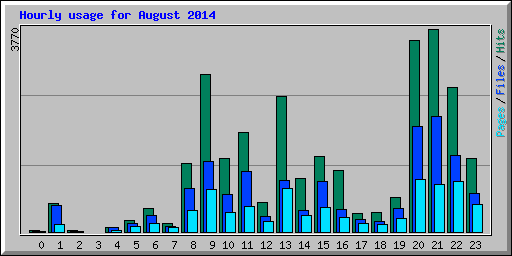 Hourly usage for August 2014
3770
Pages/Files/Hits
0 1 2 3 4 5 6 7 8 9 10 11 12 13 14 15 16 17 18 19 20 21 22 23